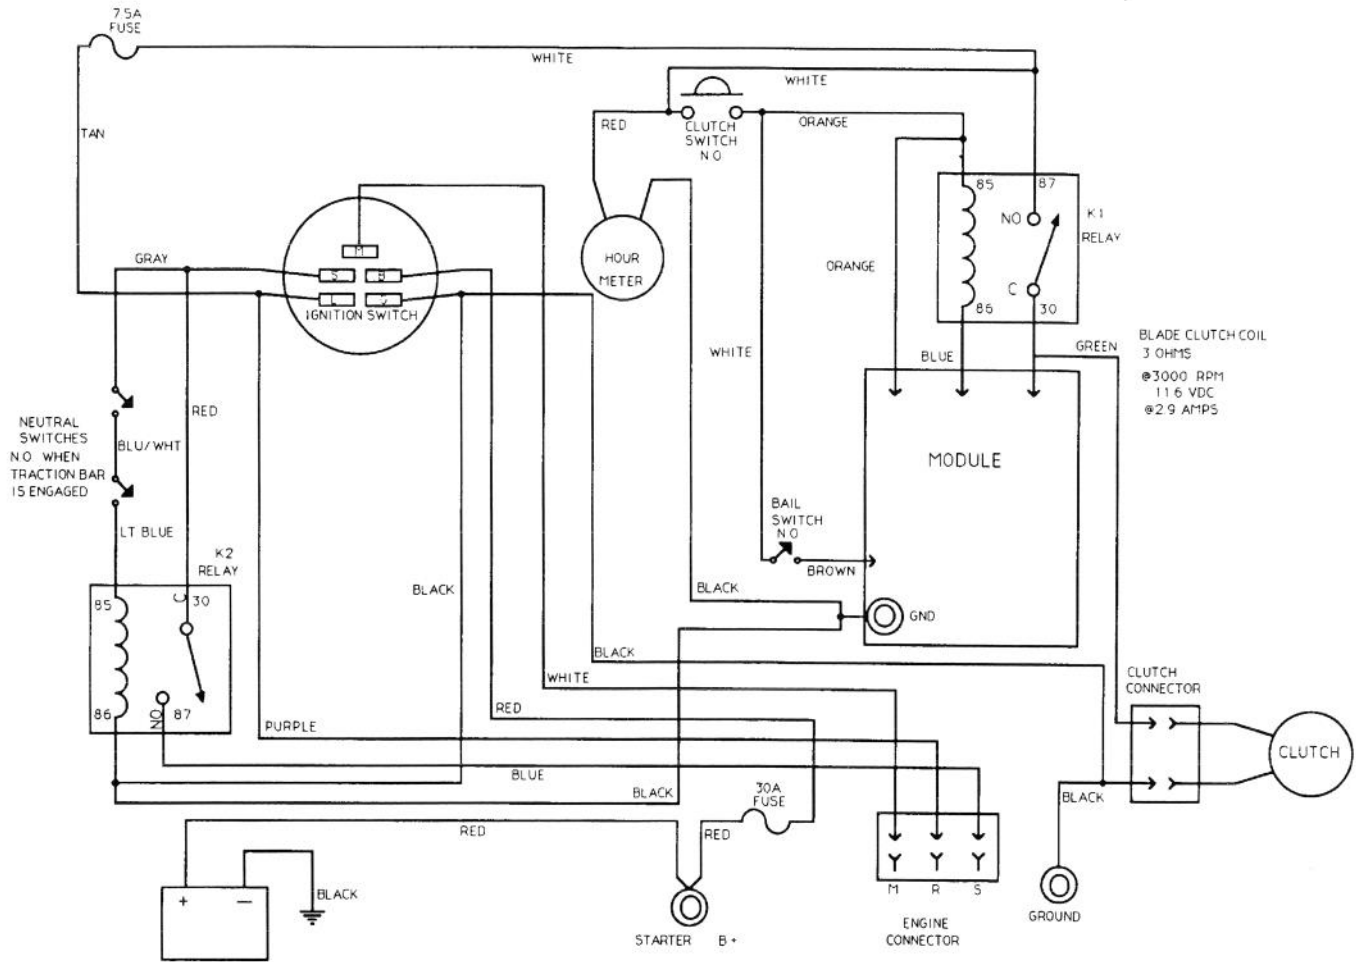 7.5A
FUSE
WHITE
WHITE
TAN
RED
CLUTCH
SWITCH
N.O
ORANGE
85
87
K1
RELAY
NO
C
86
30
M
GRAY
S
B
L
G
IGNITION SWITCH
HOUR
METER
ORANGE
WHITE
BLUE
GREEN
BLADE CLUTCH COIL
3 OHMS
@3000 RPM
11.6 VDC
@2.9 AMPS
RED
NEUTRAL
SWITCHES
N.O WHEN
TRACTION BAR
IS ENGAGED
BLU/WHT
MODULE
BAIL
SWITCH
N.O
LT BLUE
K2
RELAY
BROWN
BLACK
BLACK
85
C
30
GND
BLACK
WHITE
CLUTCH
CONNECTOR
86
NO
87
PURPLE
RED
CLUTCH
BLUE
BLACK
30A
FUSE
BLACK
RED
RED
+
—
BLACK
M R S
STARTER B+
ENGINE
CONNECTOR
GROUND